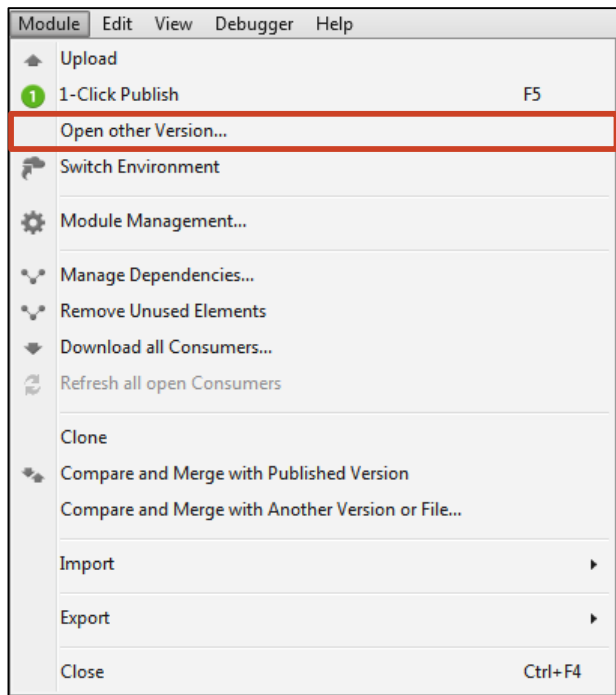 Module Edit View Debugger Help
Upload
1 1-Click Publish F5
Open other Version...
Switch Environment
Module Management...
Manage Dependencies...
Remove Unused Elements
Download all Consumers...
Refresh all open Consumers
Clone
Compare and Merge with Published Version
Compare and Merge with Another Version or File...
Import
Export
Close Ctrl+F4